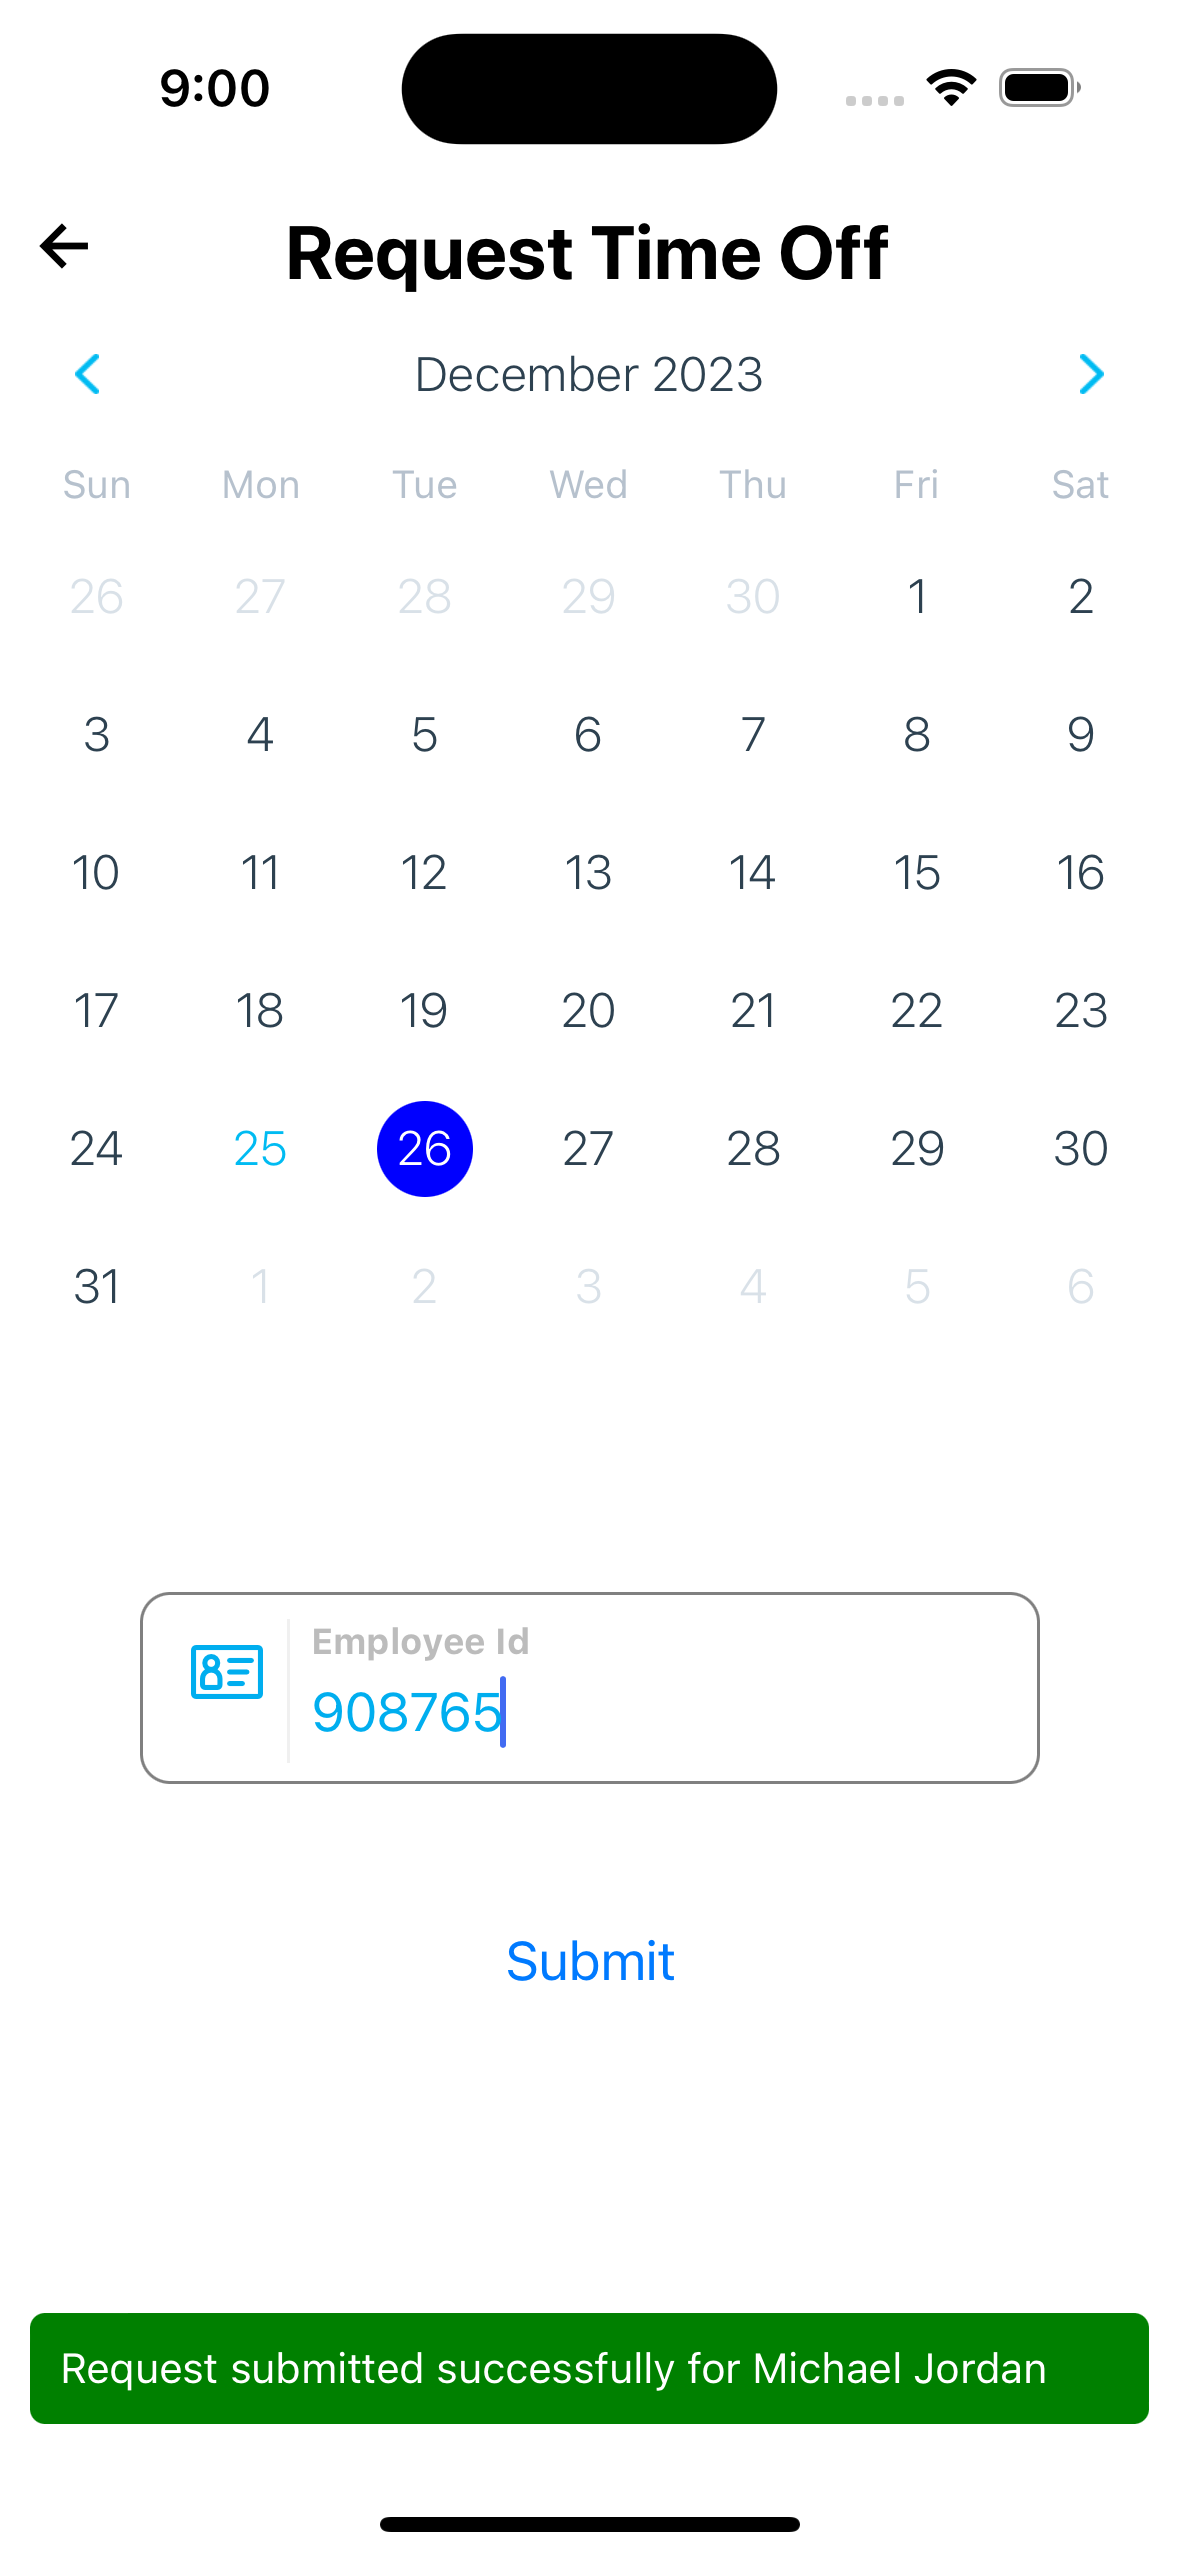 9:00
Request Time Off
December 2023
Sun Mon Tue Wed Thu Fri Sat
26 27 28 29 30 1 2
3 4 5 6 7 8 9
10 11 12 13 14 15 16
17 18 19 20 21 22 23
24 25 26 27 28 29 30
31 1 2 3 4 5 6
Employee Id
908765
Submit
Request submitted successfully for Michael Jordan